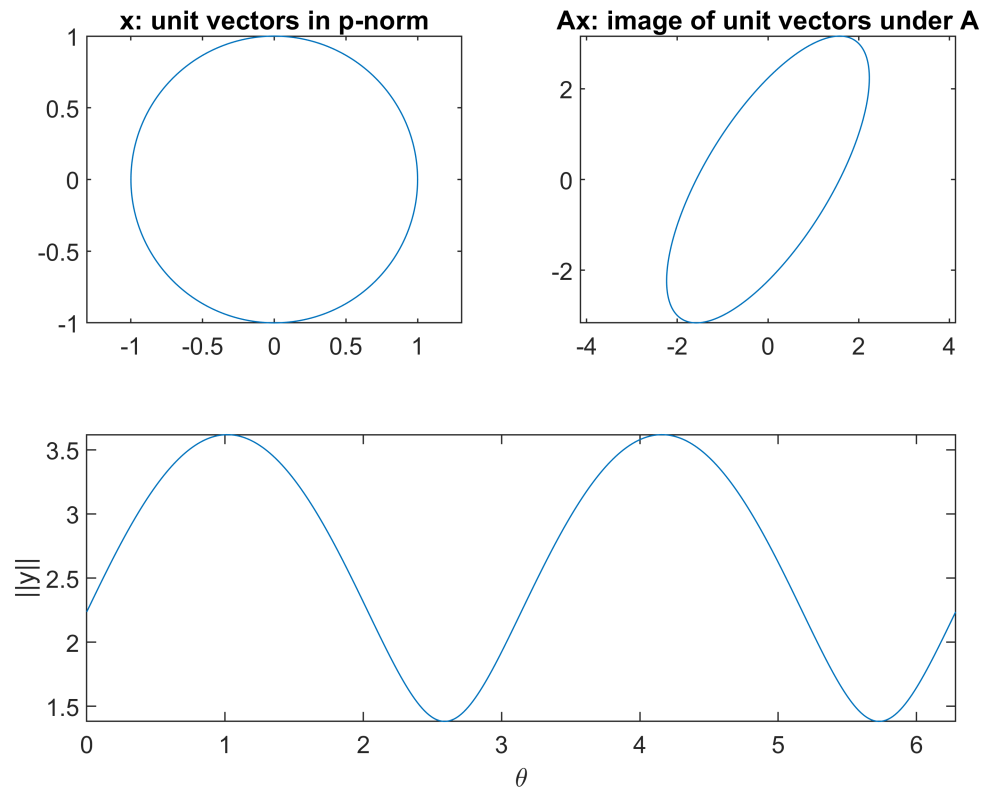 x: unit vectors in p-norm
1
0.5
0
-0.5
-1
-1 -0.5 0 0.5 1
Ax: image of unit vectors under A
2
0
-2
-4 -2 0 2 4
3.5
3
2.5
2
1.5
||y||
0 1 2 3 4 5 6
θ